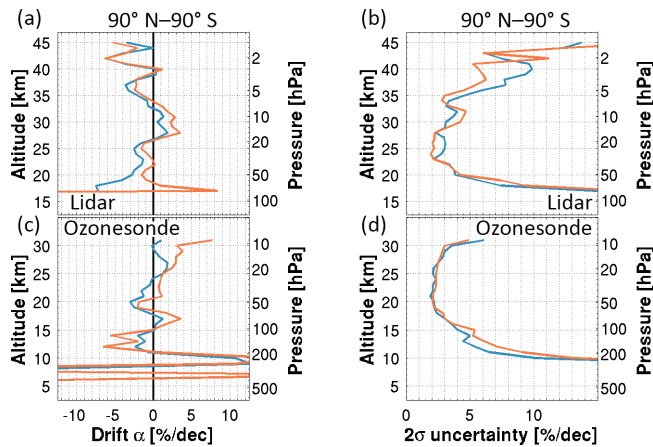 (a) 90° N–90° S
(b) 90° N–90° S
Altitude [km]
45
40
35
30
25
20
15
2
5
10
20
50
100
Pressure [hPa]
Lidar
Altitude [km]
45
40
35
30
25
20
15
2
5
10
20
50
100
Pressure [hPa]
Lidar
(c) Ozonesonde
Altitude [km]
30
25
20
15
10
5
10
20
50
100
200
500
Pressure [hPa]
-10 -5 0 5 10
Drift α [%/dec]
(d) Ozonesonde
Altitude [km]
30
25
20
15
10
5
10
20
50
100
200
500
Pressure [hPa]
0 5 10
2σ uncertainty [%/dec]